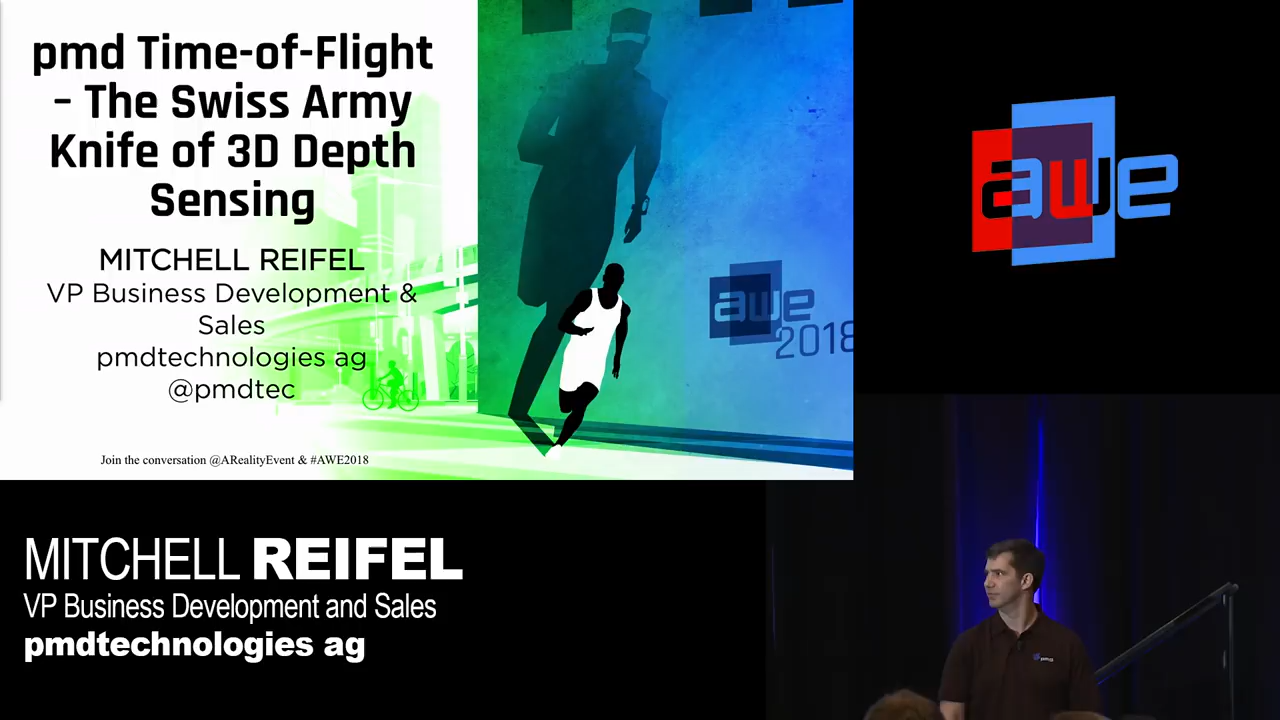 pmd Time-of-Flight
– The Swiss Army
Knife of 3D Depth
Sensing
MITCHELL REIFEL
VP Business Development &
Sales
pmdtechnologies ag
@pmdtec
Join the conversation @ARealityEvent & #AWE2018
awe
2018
awe
MITCHELL REIFEL
VP Business Development and Sales
pmdtechnologies ag